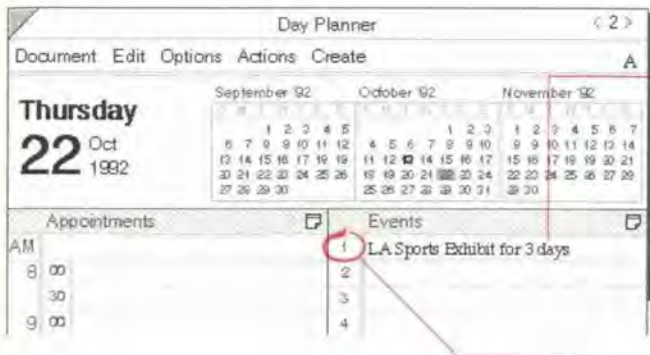 Day Planner < 2 >
Document Edit Options Actions Create A
Thursday
22 Oct
1992
September '92
1 2 3 4 5
6 7 8 9 10 11 12
13 14 15 16 17 18 19
20 21 22 23 24 25 26
27 28 29 30
October '92
1 2 3
4 5 6 7 8 9 10
11 12 13 14 15 16 17
18 19 20 21 22 23 24
25 26 27 28 29 30 31
November '92
1 2 3 4 5 6 7
8 9 10 11 12 13 14
15 16 17 18 19 20 21
22 23 24 25 26 27 28
29 30
Appointments
AM
8 00
30
9 00
Events
1 LA Sports Exhibit for 3 days
2
3
4